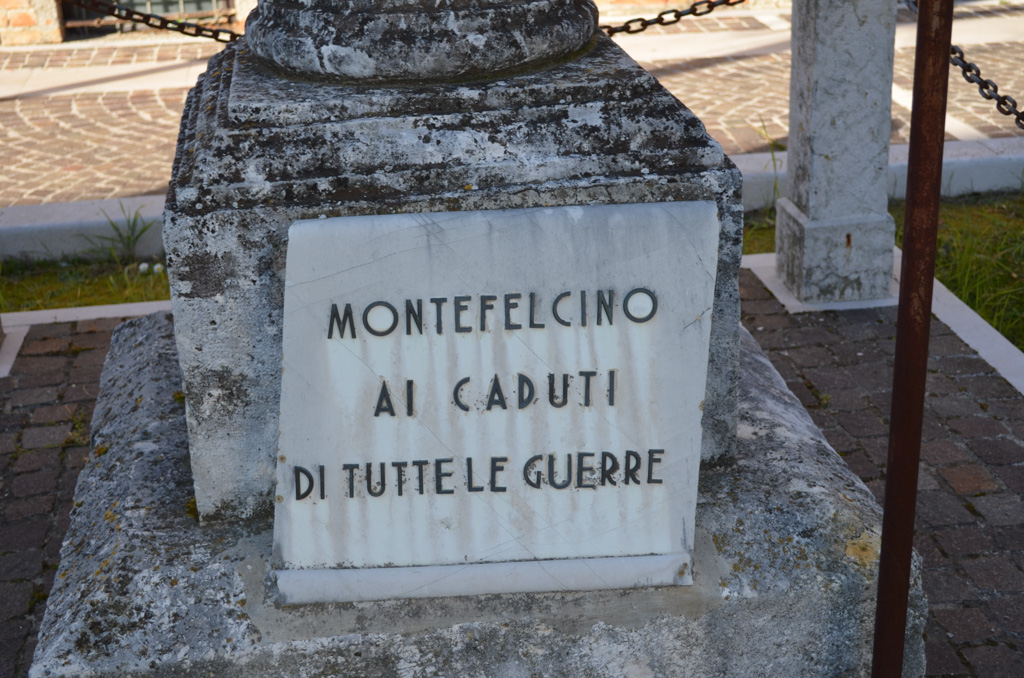 MONTEFELCINO
AI CADUTI
DI TUTTE LE GUERRE